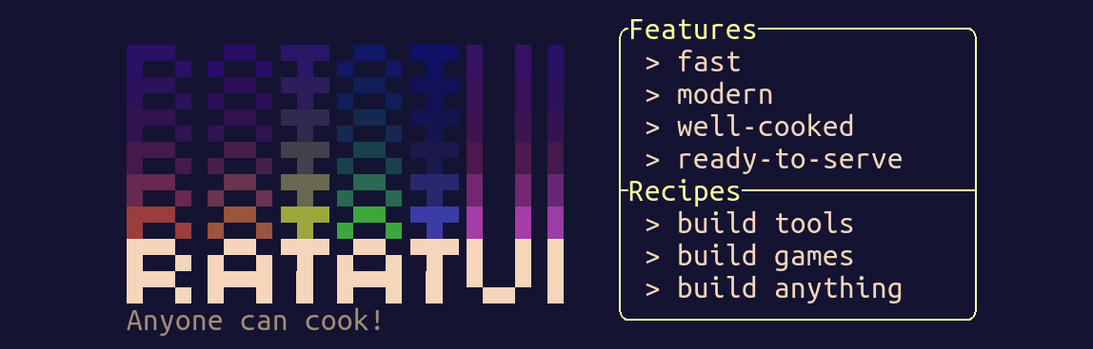 RATATUI
Anyone can cook!
Features
> fast
> modern
> well-cooked
> ready-to-serve
Recipes
> build tools
> build games
> build anything